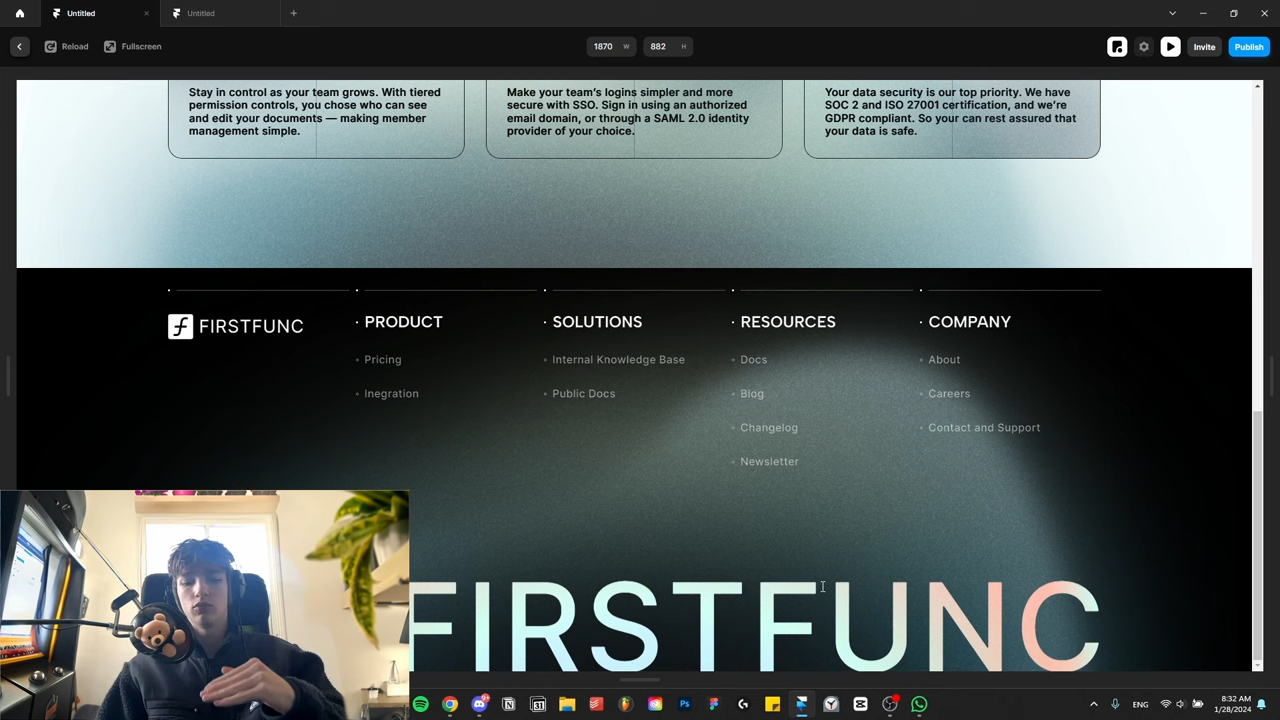 Untitled
Untitled
Reload
Fullscreen
1870 W
882 H
Invite
Publish
Stay in control as your team grows. With tiered
permission controls, you chose who can see
and edit your documents — making member
management simple.
Make your team's logins simpler and more
secure with SSO. Sign in using an authorized
email domain, or through a SAML 2.0 identity
provider of your choice.
Your data security is our top priority. We have
SOC 2 and ISO 27001 certification, and we're
GDPR compliant. So your can rest assured that
your data is safe.
FIRSTFUNC
PRODUCT
Pricing
Inegration
SOLUTIONS
Internal Knowledge Base
Public Docs
RESOURCES
Docs
Blog
Changelog
Newsletter
COMPANY
About
Careers
Contact and Support
FIRSTFUNC
31
Ps
ENG
8:32 AM
1/28/2024